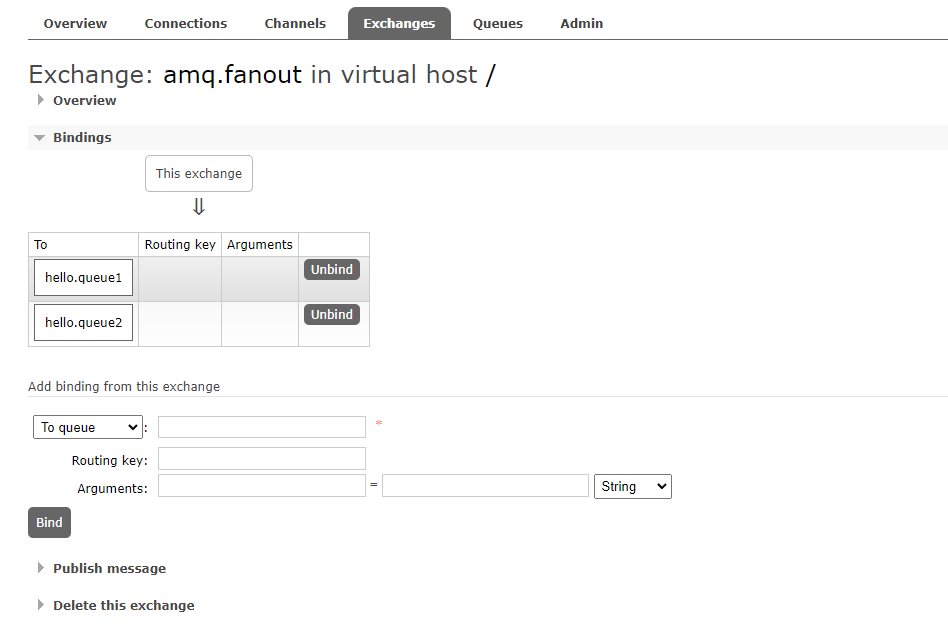 Overview Connections Channels Exchanges Queues Admin
Exchange: amq.fanout in virtual host /
Overview
Bindings
This exchange
⇓
To Routing key Arguments
hello.queue1 Unbind
hello.queue2 Unbind
Add binding from this exchange
To queue : *
Routing key:
Arguments: = String
Bind
Publish message
Delete this exchange